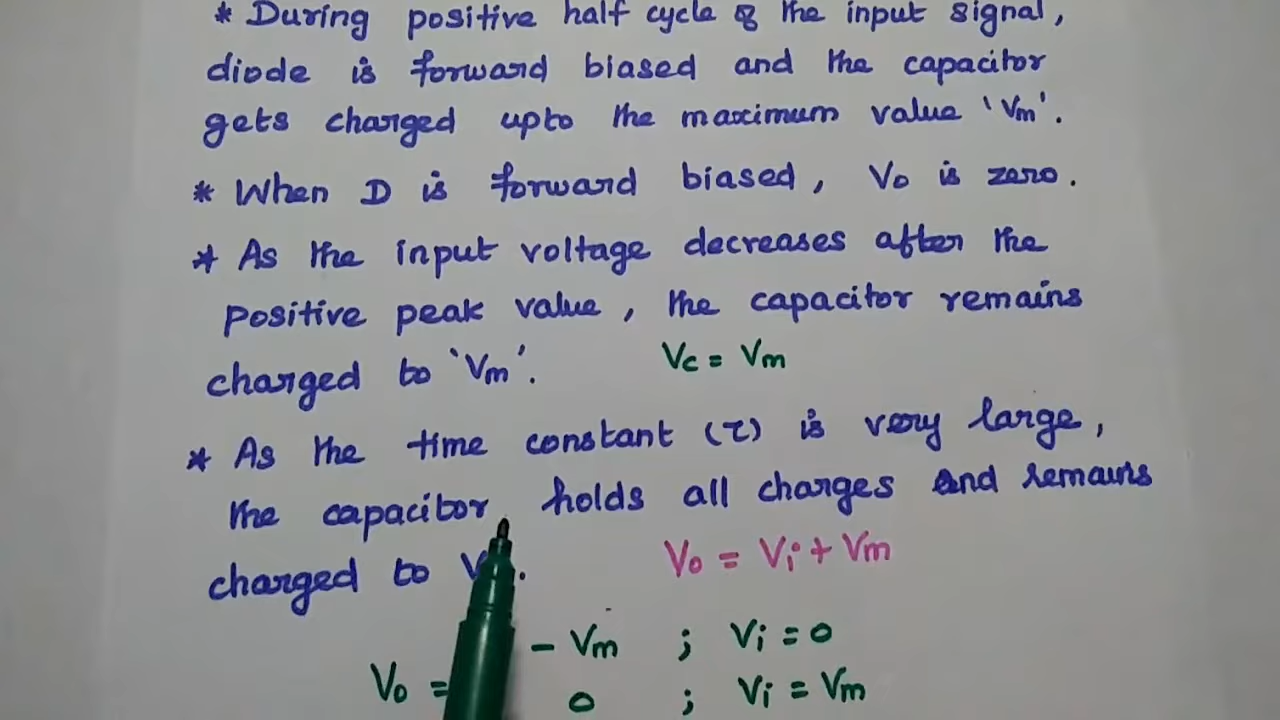 * During positive half cycle of the input signal,
diode is forward biased and the capacitor
gets charged upto the maximum value 'Vm'.
* When D is forward biased, Vo is zero.
* As the input voltage decreases after the
positive peak value, the capacitor remains
charged to 'Vm'. Vc = Vm
* As the time constant (τ) is very large,
the capacitor holds all charges and remains
charged to V . Vo = Vi + Vm
- Vm ; Vi = 0
Vo = 0 ; Vi = Vm